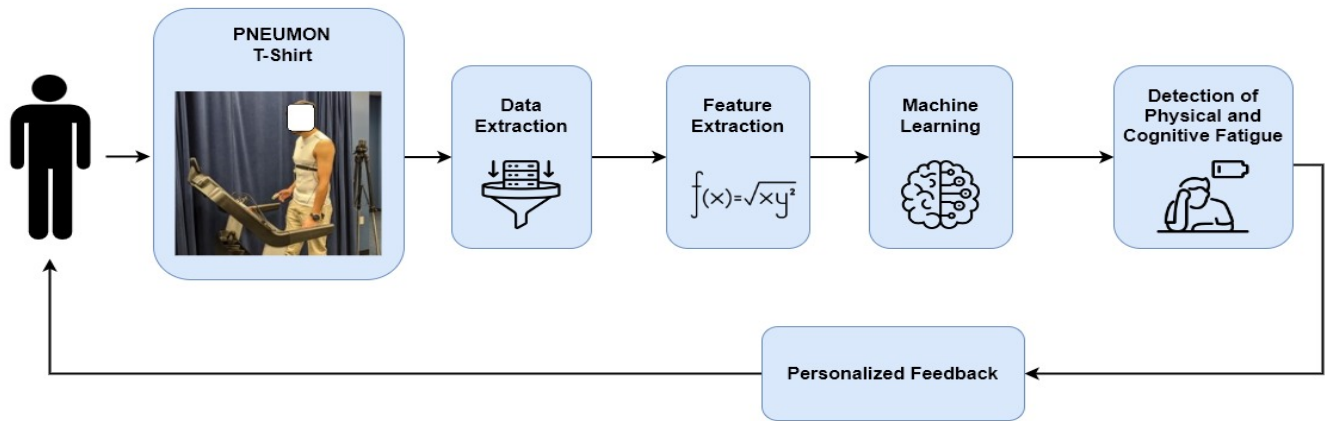 PNEUMON
T-Shirt
Data
Extraction
Feature
Extraction
f(x)=√xy²
Machine
Learning
Detection of
Physical and
Cognitive Fatigue
Personalized Feedback